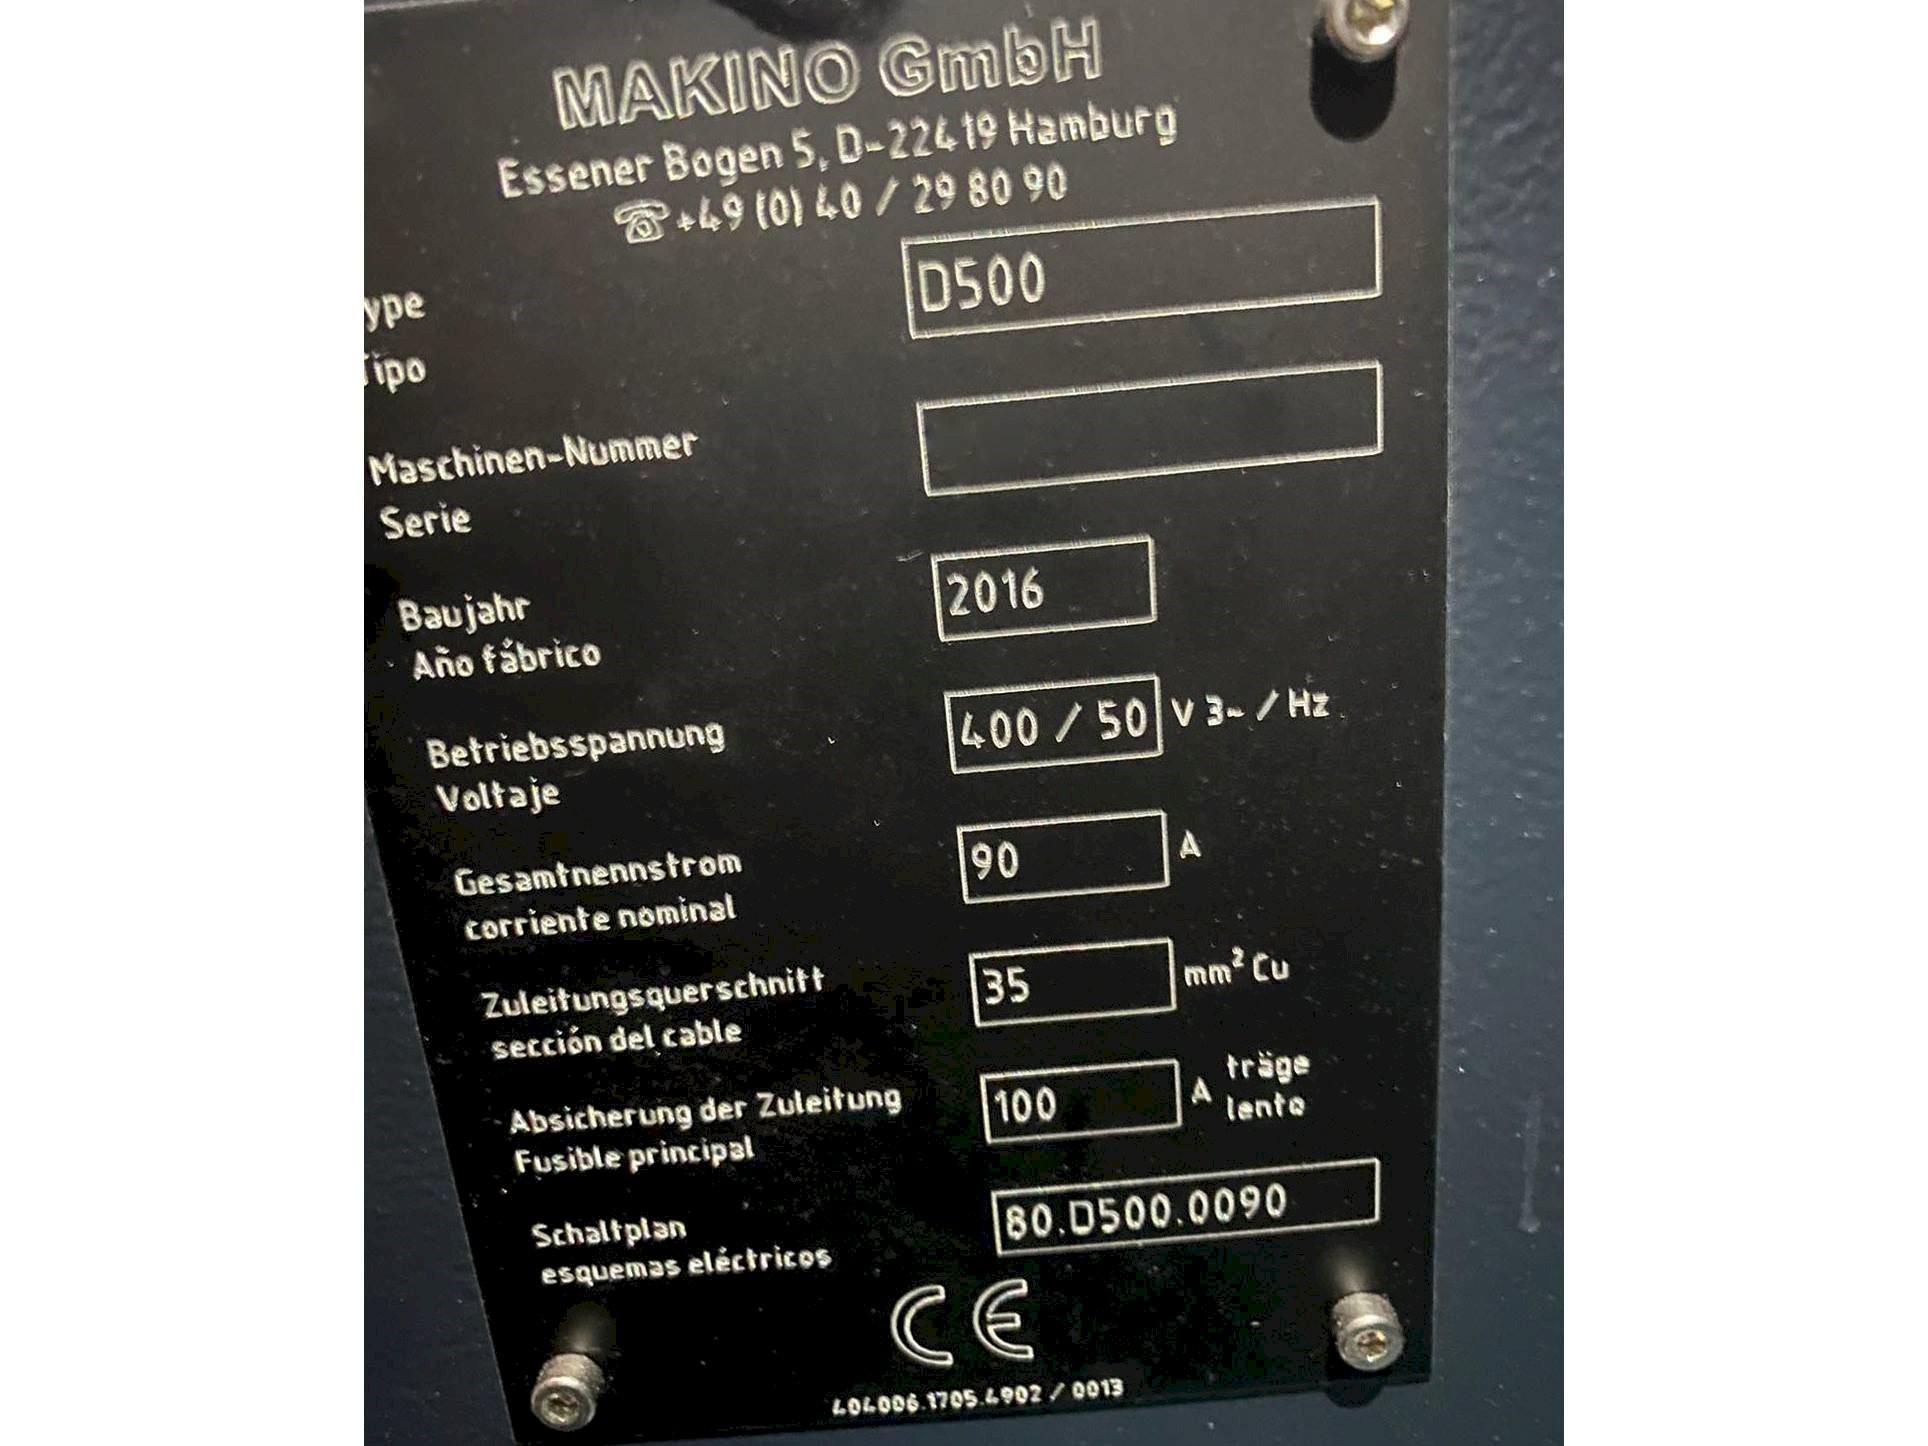 MAKINO GmbH
Essener Bogen 5, D-22419 Hamburg
☎ +49 (0) 40 / 29 80 90
ype D500
Tipo
Maschinen-Nummer
Serie
Baujahr 2016
Año fábrico
Betriebsspannung 400 / 50 V 3~ / Hz
Voltaje
Gesamtnennstrom 90 A
corriente nominal
Zuleitungsquerschnitt 35 mm² Cu
sección del cable
Absicherung der Zuleitung 100 A träge
Fusible principal lento
Schaltplan 80.D500.0090
esquemas eléctricos
CE
404006.1705.4902 / 0013